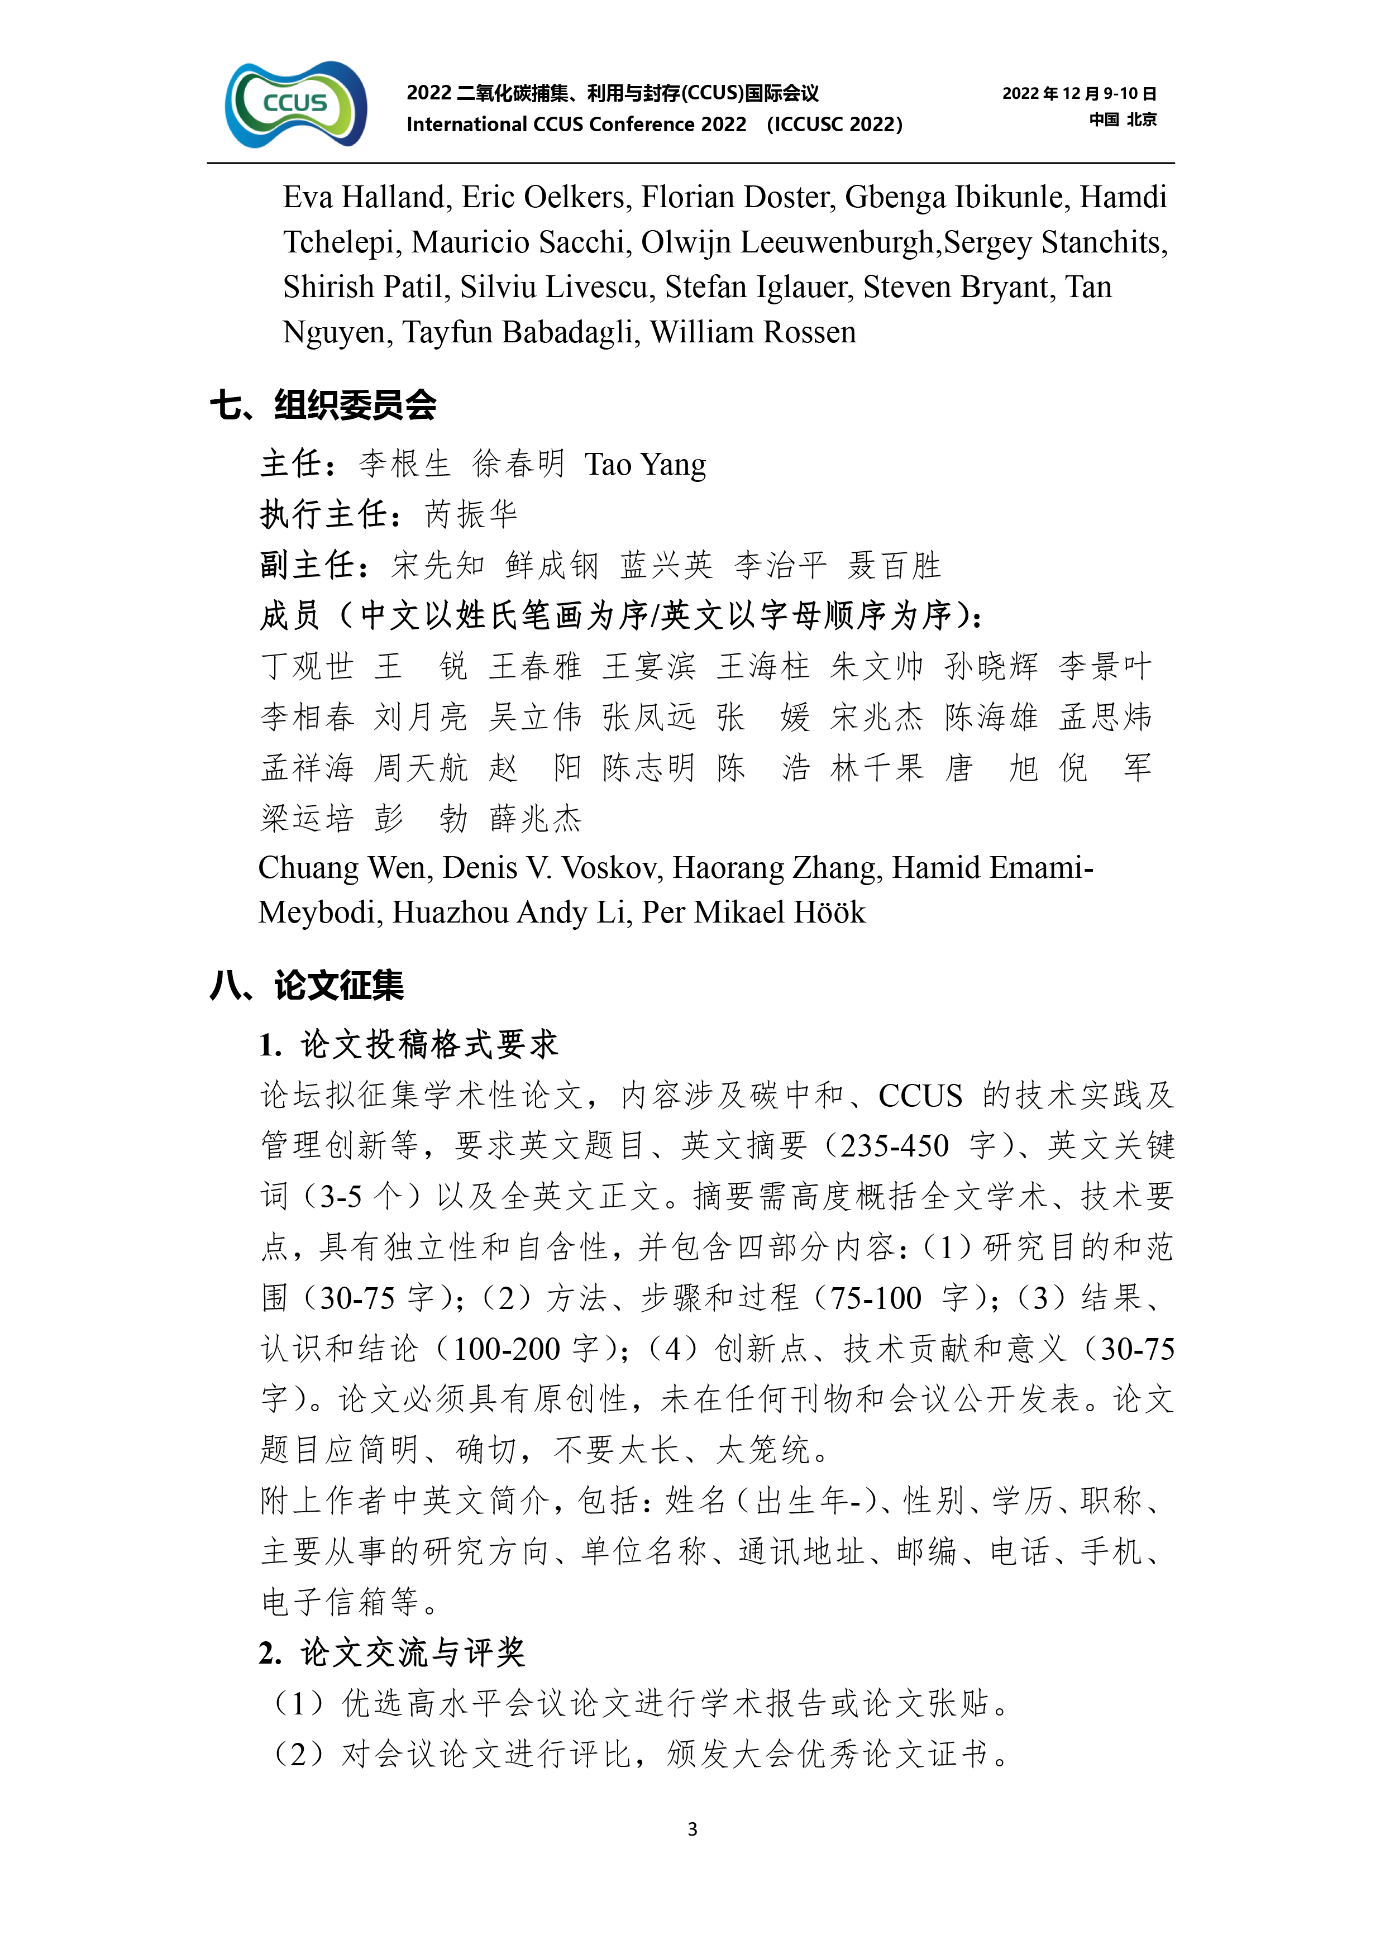 CCUS
2022 二氧化碳捕集、利用与封存(CCUS)国际会议
International CCUS Conference 2022 （ICCUSC 2022）
2022 年 12 月 9-10 日
中国 北京
Eva Halland, Eric Oelkers, Florian Doster, Gbenga Ibikunle, Hamdi
Tchelepi, Mauricio Sacchi, Olwijn Leeuwenburgh,Sergey Stanchits,
Shirish Patil, Silviu Livescu, Stefan Iglauer, Steven Bryant, Tan
Nguyen, Tayfun Babadagli, William Rossen
七、组织委员会
主任：李根生 徐春明 Tao Yang
执行主任：芮振华
副主任：宋先知 鲜成钢 蓝兴英 李治平 聂百胜
成员（中文以姓氏笔画为序/英文以字母顺序为序）：
丁观世 王　锐 王春雅 王宴滨 王海柱 朱文帅 孙晓辉 李景叶
李相春 刘月亮 吴立伟 张凤远 张　媛 宋兆杰 陈海雄 孟思炜
孟祥海 周天航 赵　阳 陈志明 陈　浩 林千果 唐　旭 倪　军
梁运培 彭　勃 薛兆杰
Chuang Wen, Denis V. Voskov, Haorang Zhang, Hamid Emami-
Meybodi, Huazhou Andy Li, Per Mikael Höök
八、论文征集
1. 论文投稿格式要求
论坛拟征集学术性论文，内容涉及碳中和、CCUS 的技术实践及
管理创新等，要求英文题目、英文摘要（235-450 字）、英文关键
词（3-5 个）以及全英文正文。摘要需高度概括全文学术、技术要
点，具有独立性和自含性，并包含四部分内容：（1）研究目的和范
围（30-75 字）；（2）方法、步骤和过程（75-100 字）；（3）结果、
认识和结论（100-200 字）；（4）创新点、技术贡献和意义（30-75
字）。论文必须具有原创性，未在任何刊物和会议公开发表。论文
题目应简明、确切，不要太长、太笼统。
附上作者中英文简介，包括：姓名（出生年-）、性别、学历、职称、
主要从事的研究方向、单位名称、通讯地址、邮编、电话、手机、
电子信箱等。
2. 论文交流与评奖
（1）优选高水平会议论文进行学术报告或论文张贴。
（2）对会议论文进行评比，颁发大会优秀论文证书。
3